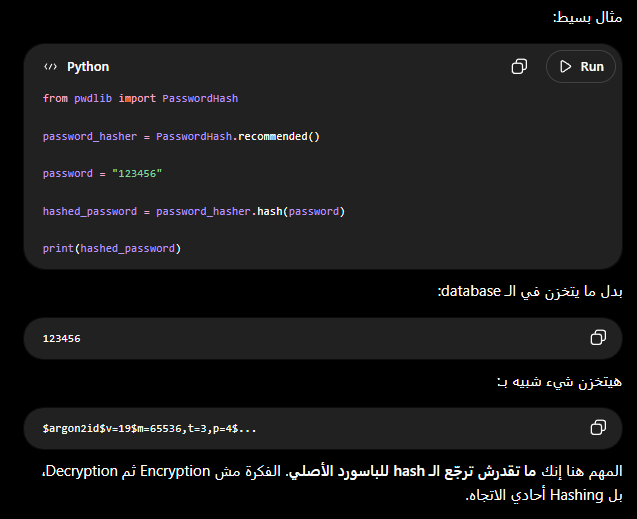 مثال بسيط:
Python
Run
from pwdlib import PasswordHash
password_hasher = PasswordHash.recommended()
password = "123456"
hashed_password = password_hasher.hash(password)
print(hashed_password)
بدل ما يتخزن في الـ database:
123456
هيتخزن شيء شبيه بـ:
$argon2id$v=19$m=65536,t=3,p=4$...
المهم هنا إنك ما تقدرش ترجّع الـ hash للباسورد الأصلي. الفكرة مش Encryption ثم Decryption،
بل Hashing أحادي الاتجاه.